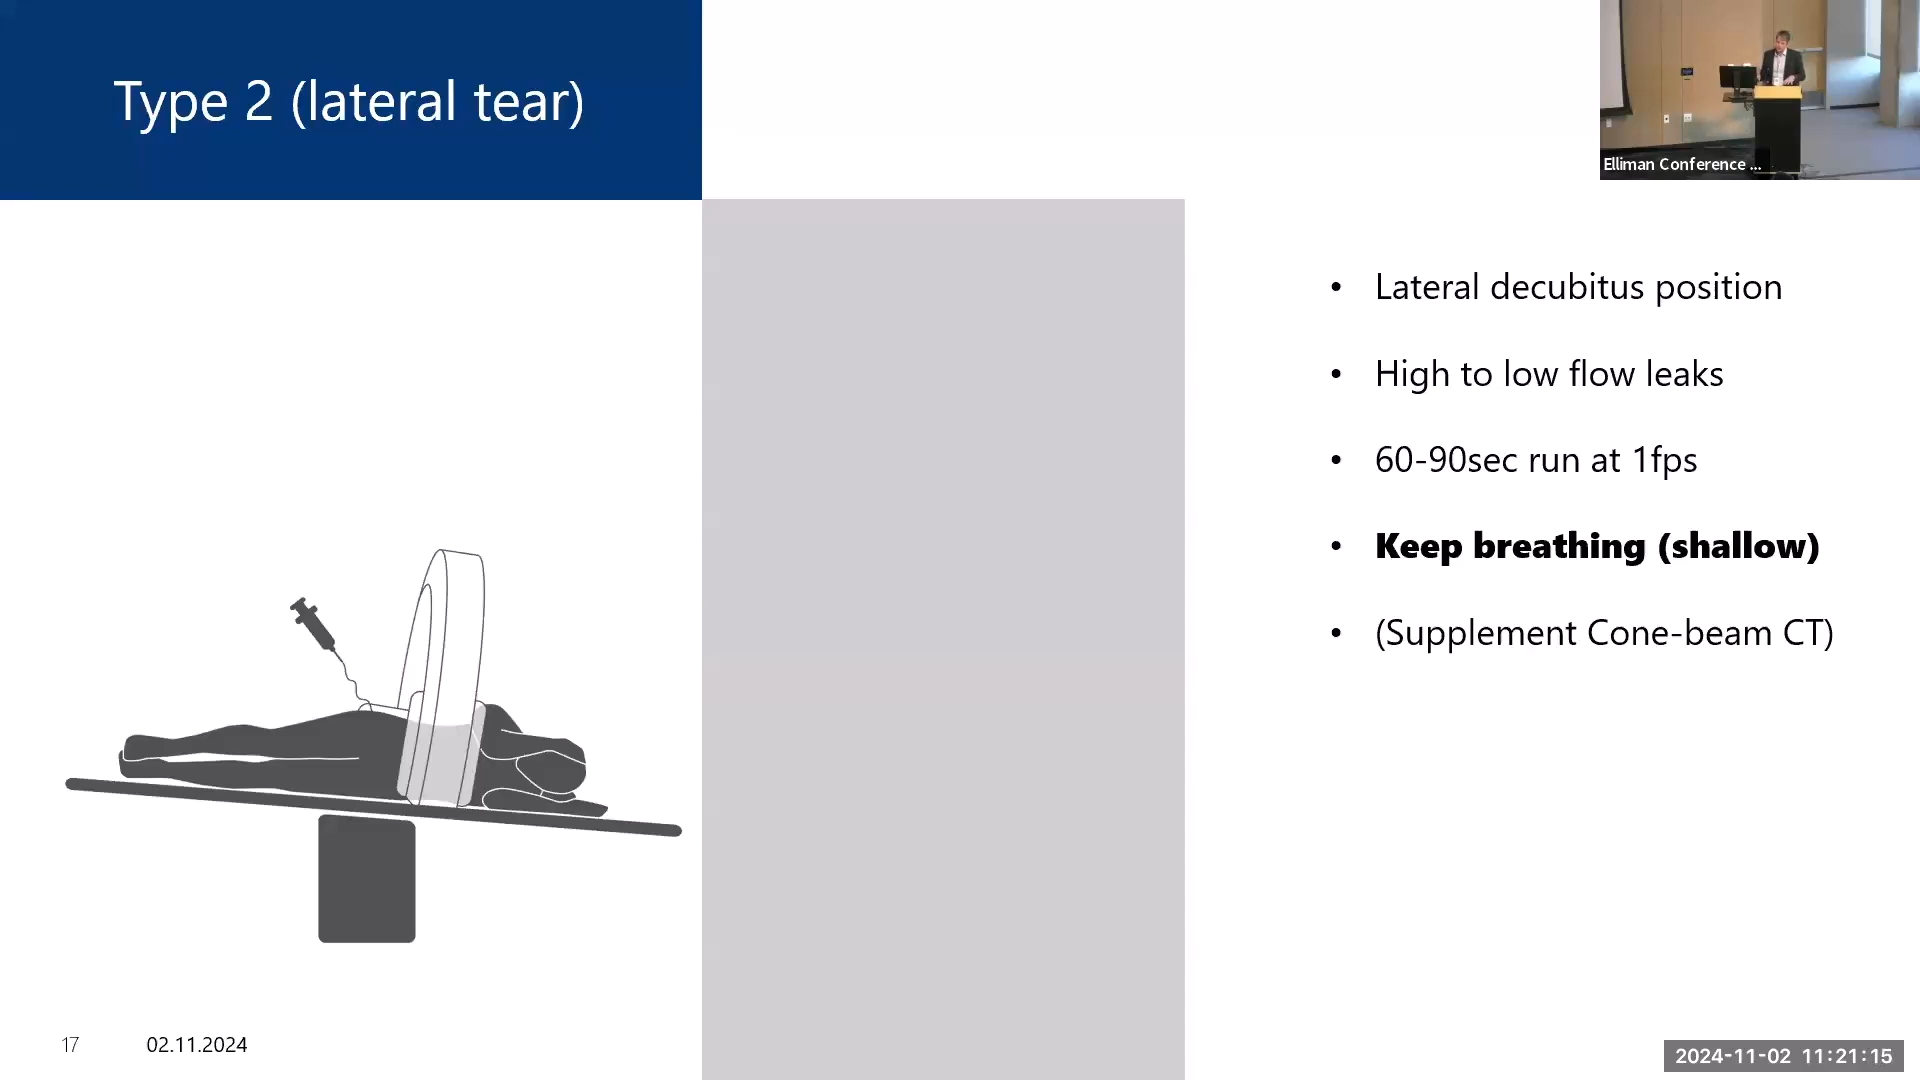 Type 2 (lateral tear)
Elliman Conference ...
• Lateral decubitus position
• High to low flow leaks
• 60-90sec run at 1fps
• Keep breathing (shallow)
• (Supplement Cone-beam CT)
17 02.11.2024
2024-11-02 11:21:15